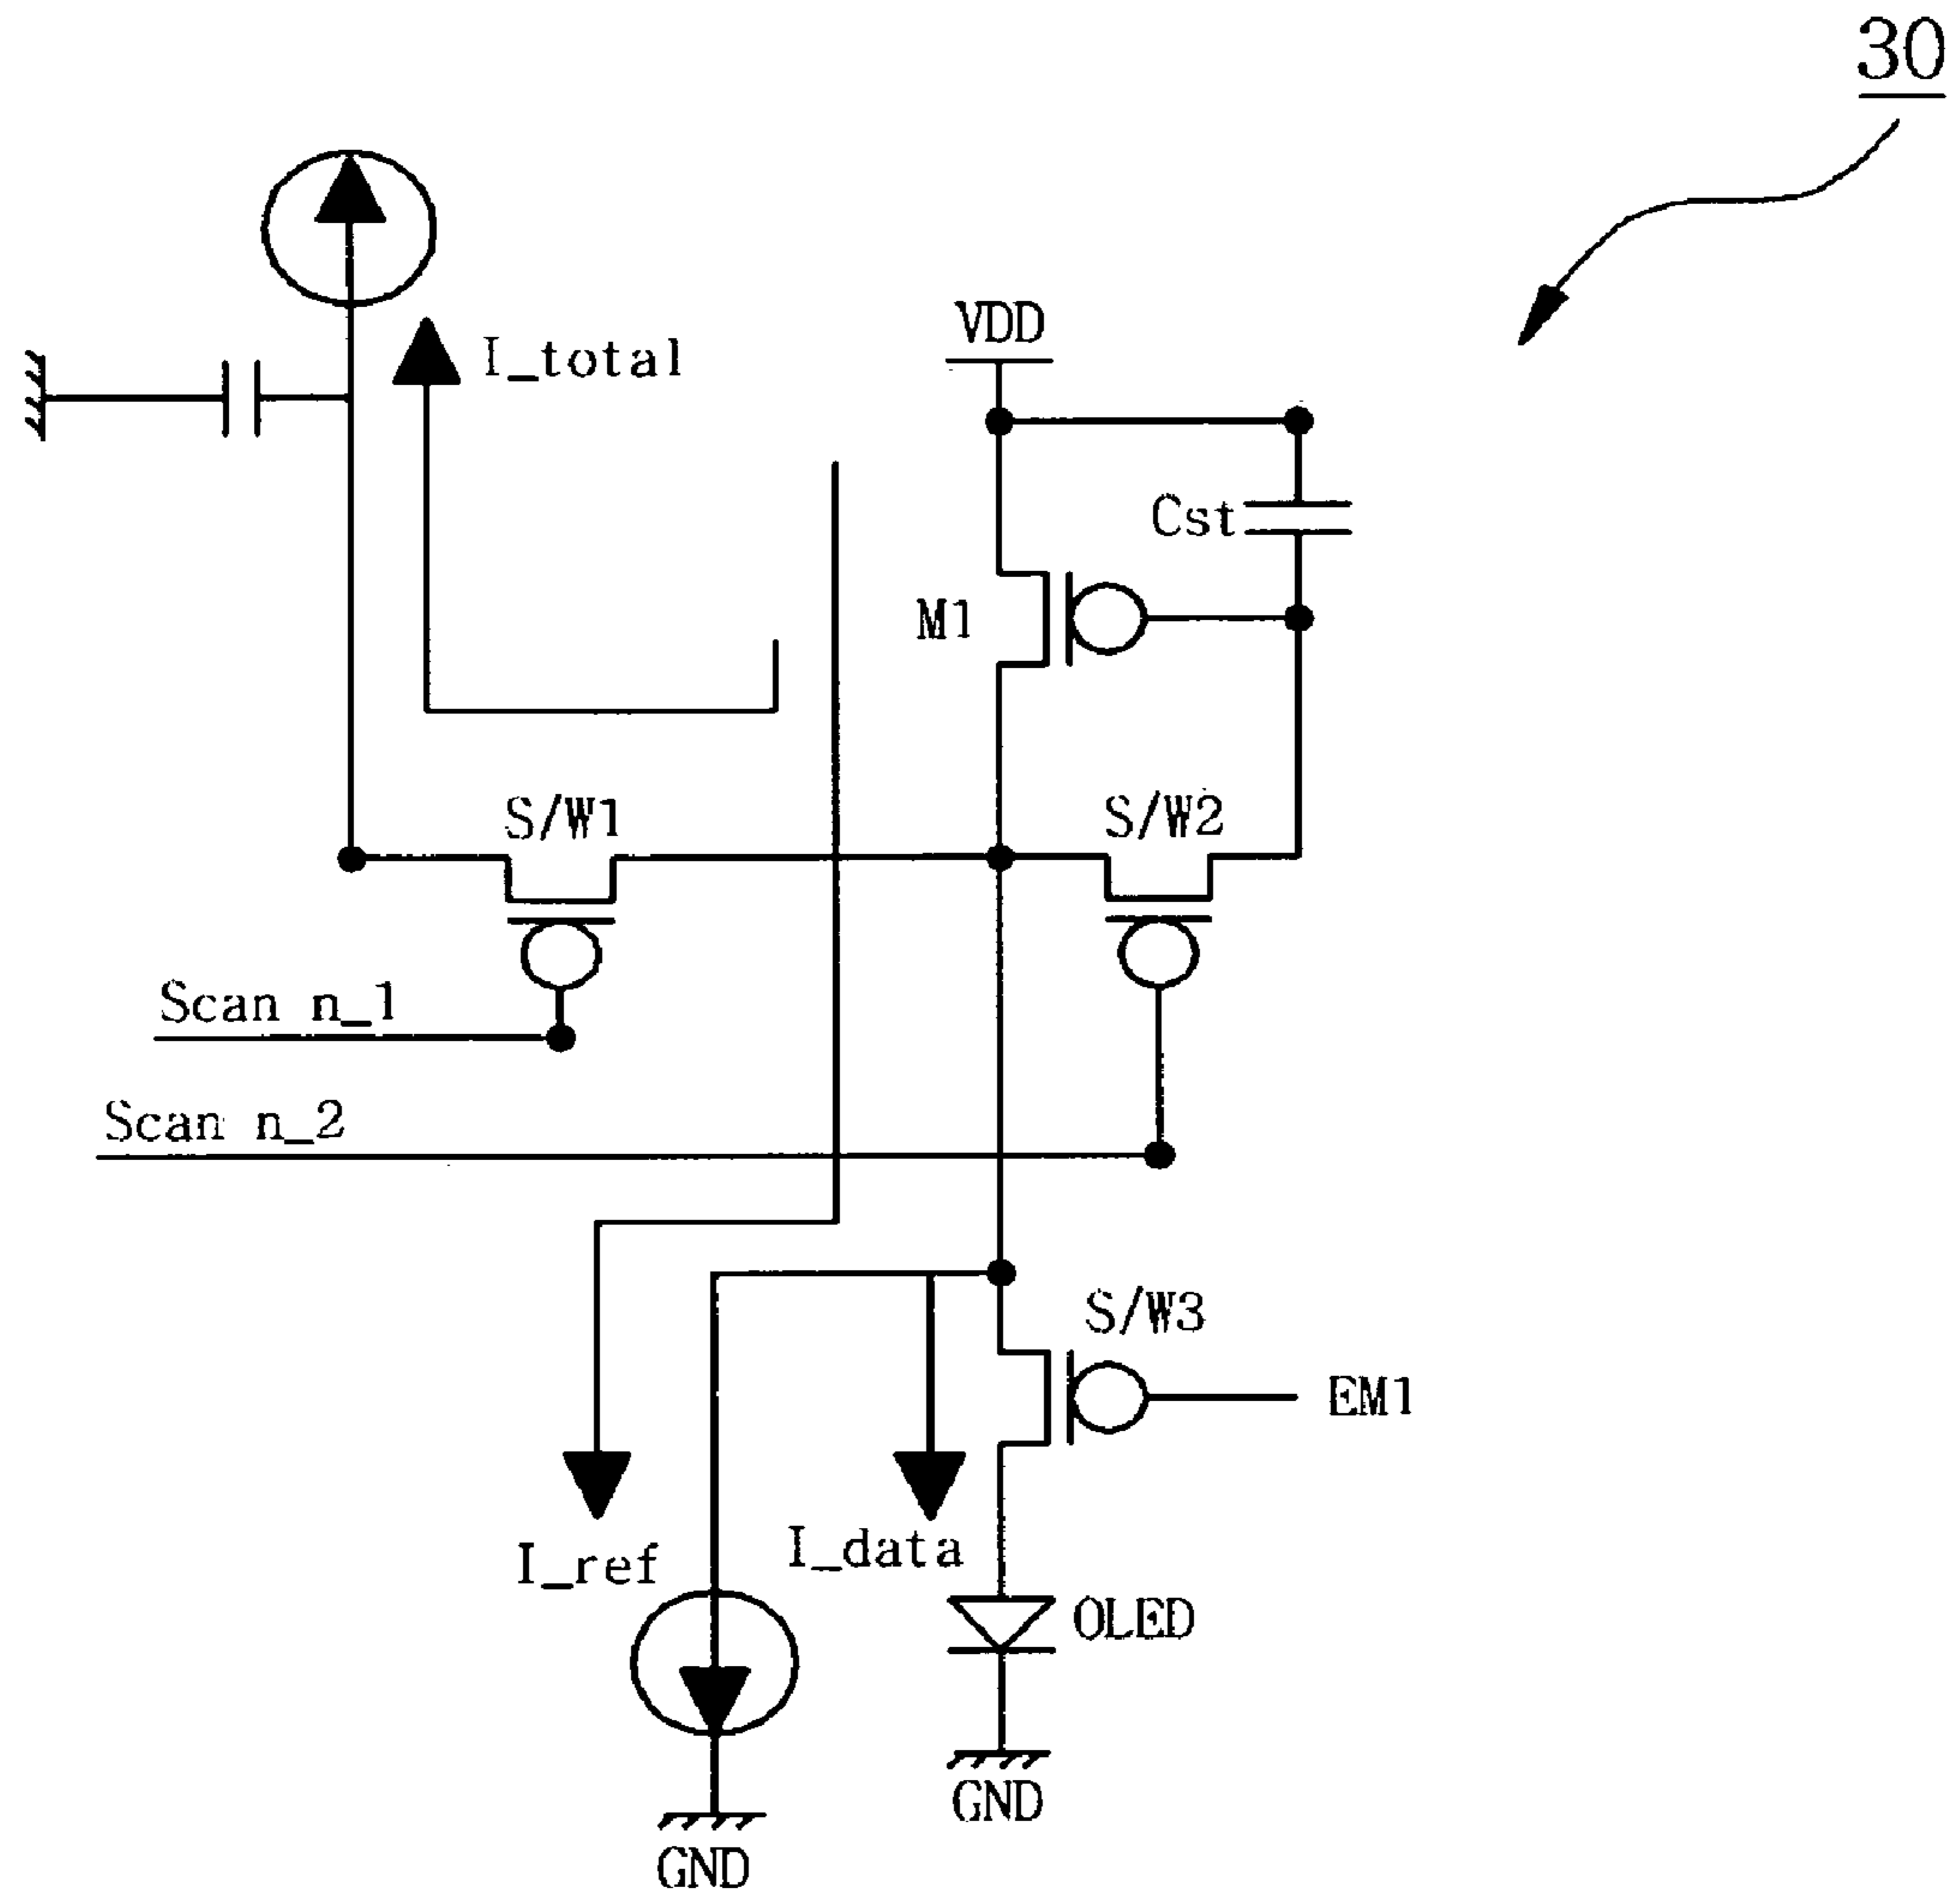 30
VDD
I_total
Cst
M1
S/W1
S/W2
Scan n_1
Scan n_2
S/W3
EM1
I_ref
I_data
OLED
GND
GND